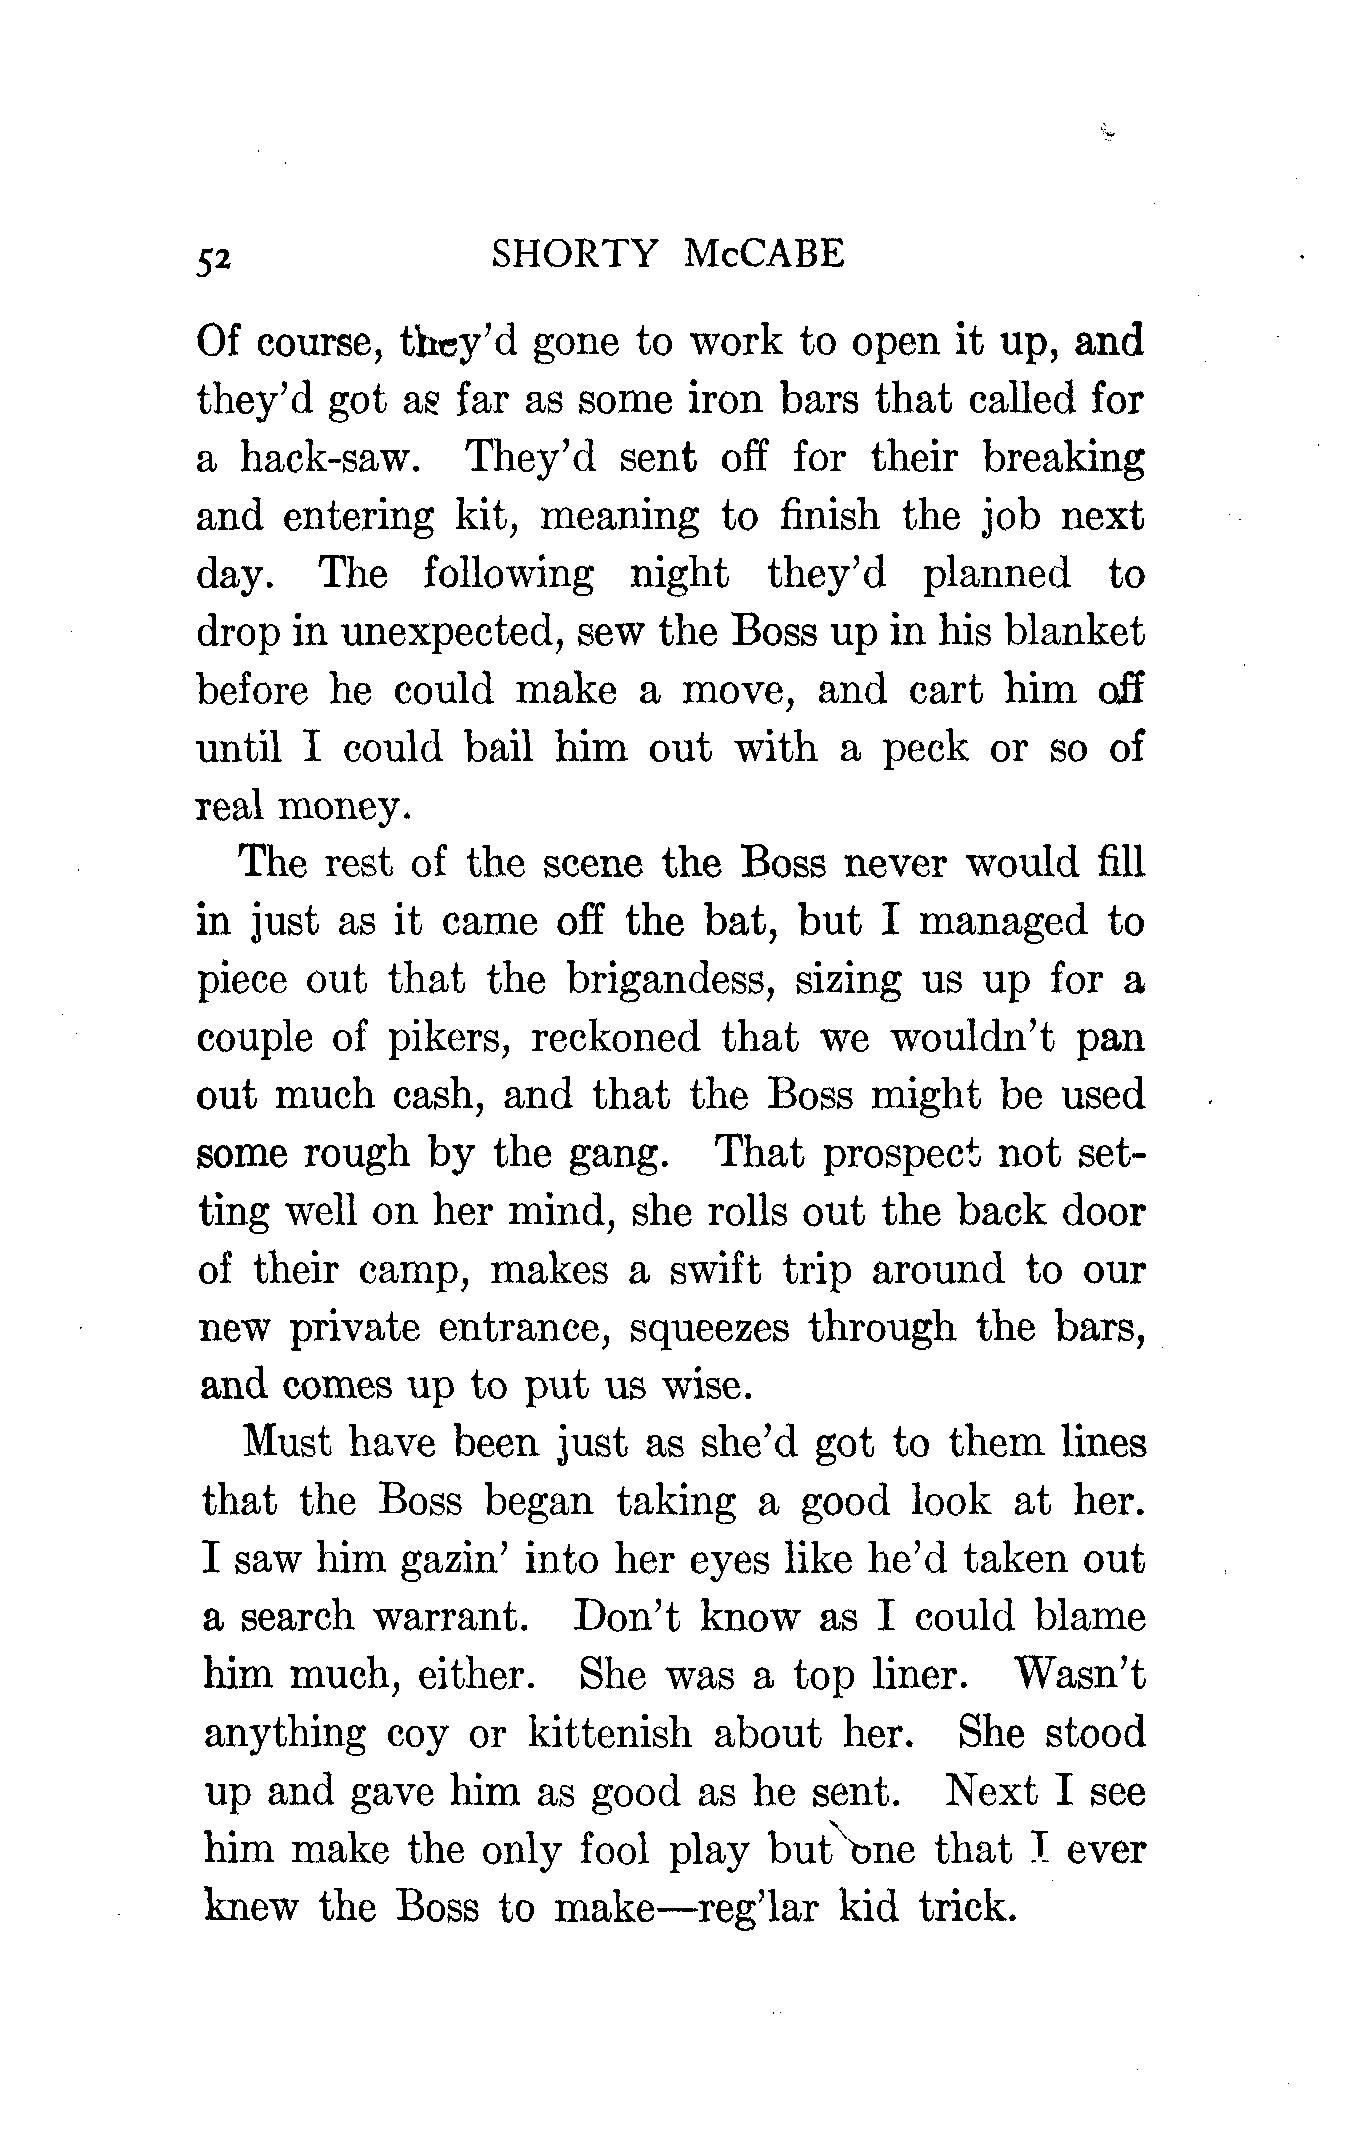 52 SHORTY McCABE
Of course, they'd gone to work to open it up, and
they'd got as far as some iron bars that called for
a hack-saw. They'd sent off for their breaking
and entering kit, meaning to finish the job next
day. The following night they'd planned to
drop in unexpected, sew the Boss up in his blanket
before he could make a move, and cart him off
until I could bail him out with a peck or so of
real money.
The rest of the scene the Boss never would fill
in just as it came off the bat, but I managed to
piece out that the brigandess, sizing us up for a
couple of pikers, reckoned that we wouldn't pan
out much cash, and that the Boss might be used
some rough by the gang. That prospect not set-
ting well on her mind, she rolls out the back door
of their camp, makes a swift trip around to our
new private entrance, squeezes through the bars,
and comes up to put us wise.
Must have been just as she'd got to them lines
that the Boss began taking a good look at her.
I saw him gazin' into her eyes like he'd taken out
a search warrant. Don't know as I could blame
him much, either. She was a top liner. Wasn't
anything coy or kittenish about her. She stood
up and gave him as good as he sent. Next I see
him make the only fool play but one that I ever
knew the Boss to make—reg'lar kid trick.